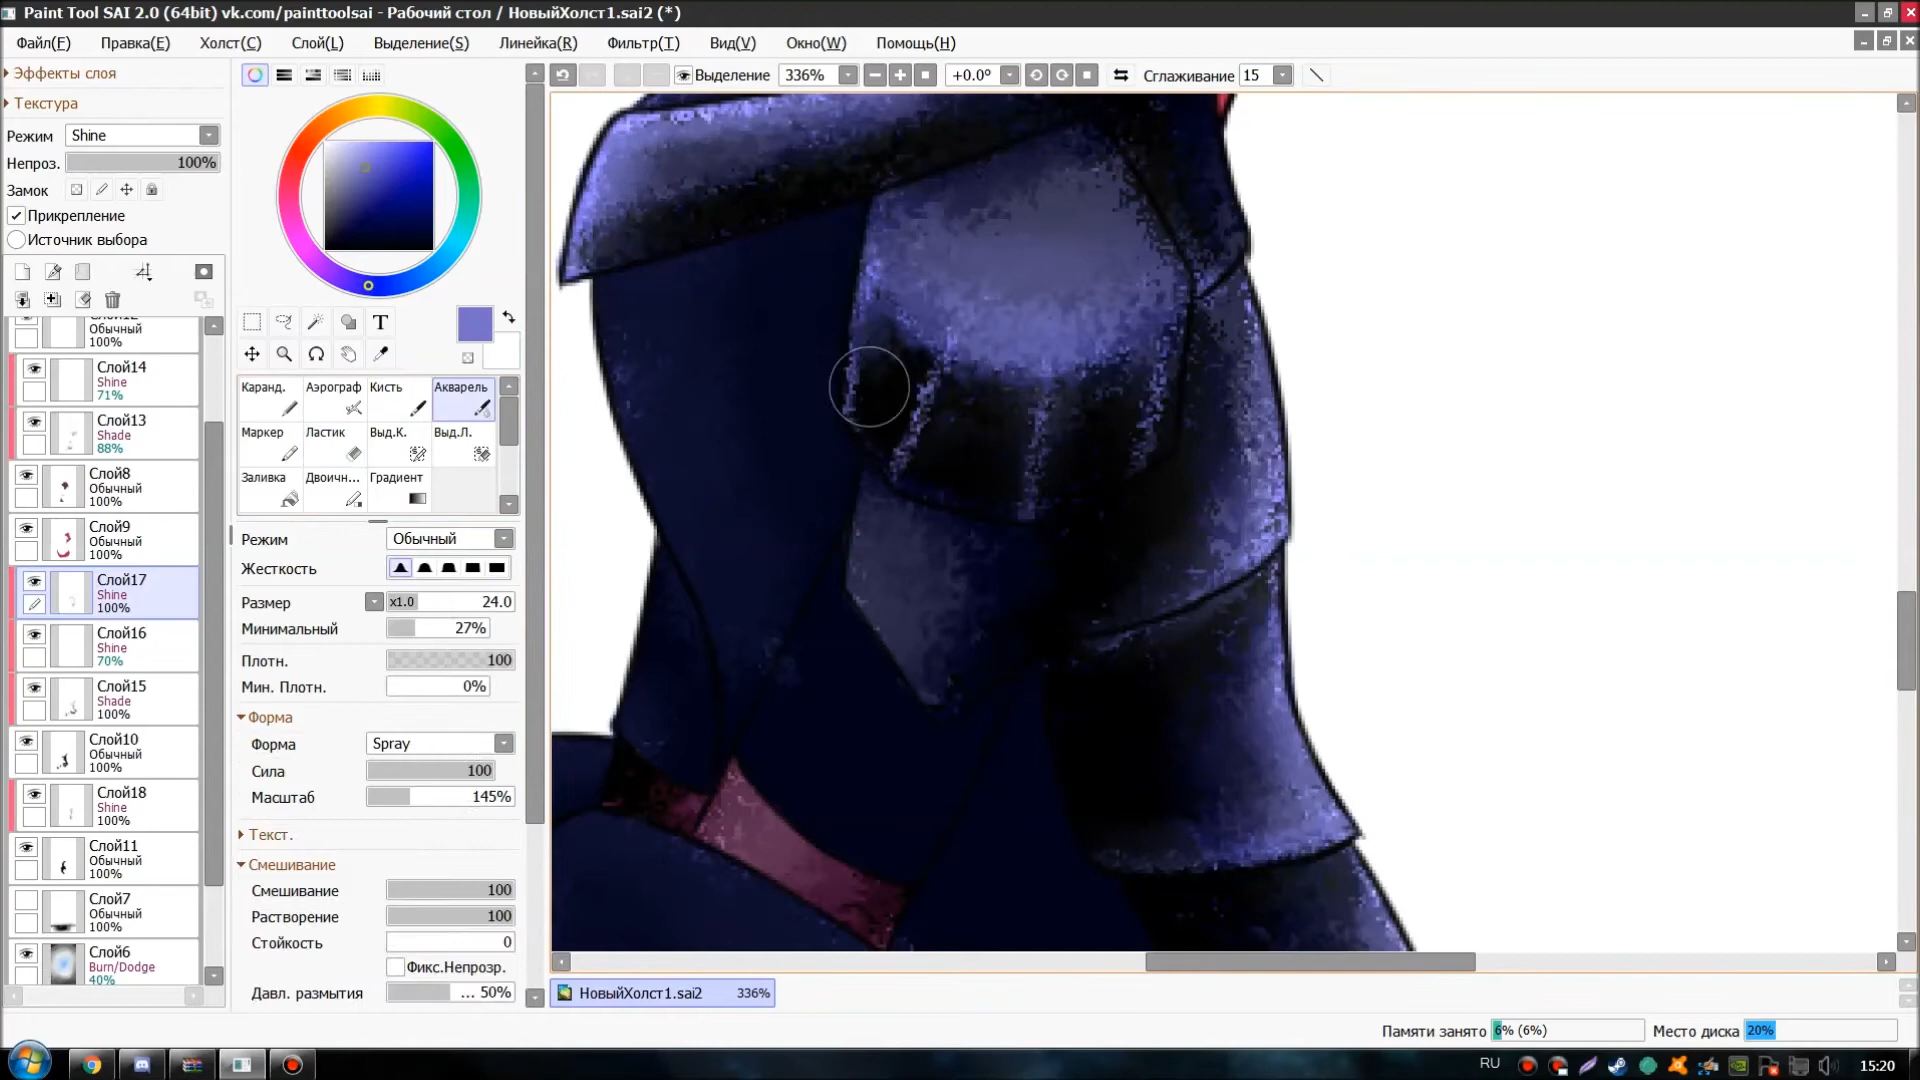 Paint Tool SAI 2.0 (64bit) vk.com/painttoolsai - Рабочий стол / НовыйХолст1.sai2 (*)
Файл(F) Правка(E) Холст(C) Слой(L) Выделение(S) Линейка(R) Фильтр(T) Вид(V) Окно(W) Помощь(H)
Эффекты слоя
Текстура
Режим Shine
Непроз. 100%
Замок
Прикрепление
Источник выбора
Выделение 336% +0.0º Сглаживание 15
Обычный
100%
Слой14
Shine
71%
Слой13
Shade
88%
Слой8
Обычный
100%
Слой9
Обычный
100%
Слой17
Shine
100%
Слой16
Shine
70%
Слой15
Shade
100%
Слой10
Обычный
100%
Слой18
Shine
100%
Слой11
Обычный
100%
Слой7
Обычный
100%
Слой6
Burn/Dodge
40%
T
Каранд. Аэрограф Кисть Акварель
Маркер Ластик Выд.К. Выд.Л.
Заливка Двоичн... Градиент
Режим Обычный
Жесткость
Размер x1.0 24.0
Минимальный 27%
Плотн. 100
Мин. Плотн. 0%
Форма
Форма Spray
Сила 100
Масштаб 145%
Текст.
Смешивание
Смешивание 100
Растворение 100
Стойкость 0
Фикс.Непрозр.
Давл. размытия ... 50%
НовыйХолст1.sai2 336%
Памяти занято 6% (6%) Место диска 20%
RU 15:20